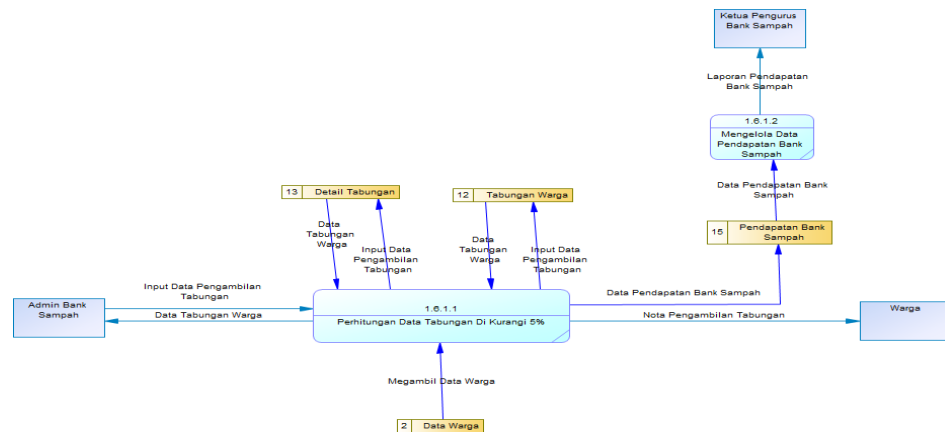 Ketua Pengurus
Bank Sampah
Laporan Pendapatan
Bank Sampah
1.6.1.2
Mengelola Data
Pendapatan Bank
Sampah
Data Pendapatan Bank
Sampah
15 Pendapatan Bank
Sampah
13 Detail Tabungan
12 Tabungan Warga
Data
Tabungan
Warga
Input Data
Pengambilan
Tabungan
Data
Tabungan
Warga
Input Data
Pengambilan
Tabungan
Input Data Pengambilan
Tabungan
Admin Bank
Sampah
Data Tabungan Warga
1.6.1.1
Perhitungan Data Tabungan Di Kurangi 5%
Data Pendapatan Bank Sampah
Nota Pengambilan Tabungan
Warga
Megambil Data Warga
2 Data Warga